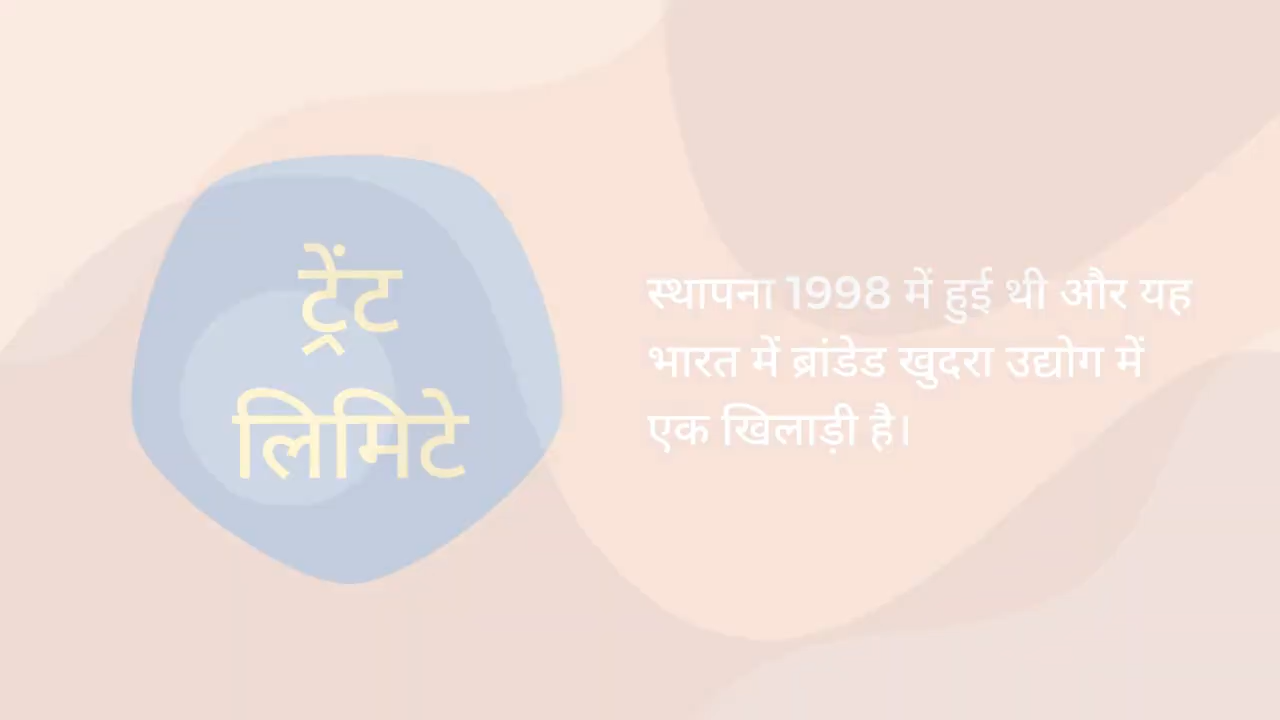 ट्रेंट
लिमिटे
स्थापना 1998 में हुई थी और यह
भारत में ब्रांडेड खुदरा उद्योग में
एक खिलाड़ी है।